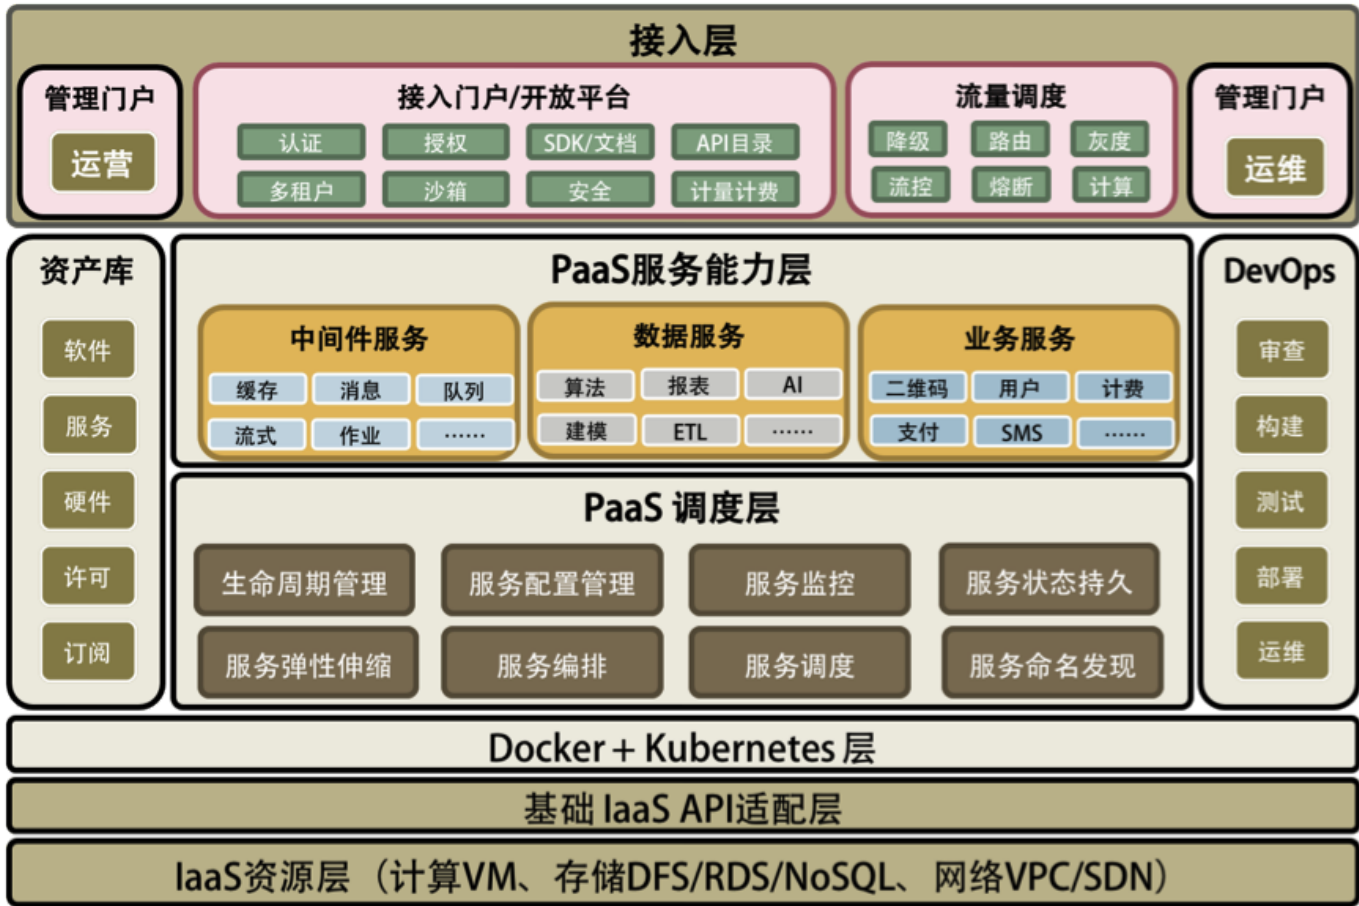 接入层
管理门户
运营
接入门户/开放平台
认证 授权 SDK/文档 API目录
多租户 沙箱 安全 计量计费
流量调度
降级 路由 灰度
流控 熔断 计算
管理门户
运维
资产库
软件
服务
硬件
许可
订阅
PaaS服务能力层
中间件服务
缓存 消息 队列
流式 作业 ……
数据服务
算法 报表 AI
建模 ETL ……
业务服务
二维码 用户 计费
支付 SMS ……
PaaS 调度层
生命周期管理 服务配置管理 服务监控 服务状态持久
服务弹性伸缩 服务编排 服务调度 服务命名发现
DevOps
审查
构建
测试
部署
运维
Docker + Kubernetes 层
基础 IaaS API适配层
IaaS资源层（计算VM、存储DFS/RDS/NoSQL、网络VPC/SDN）